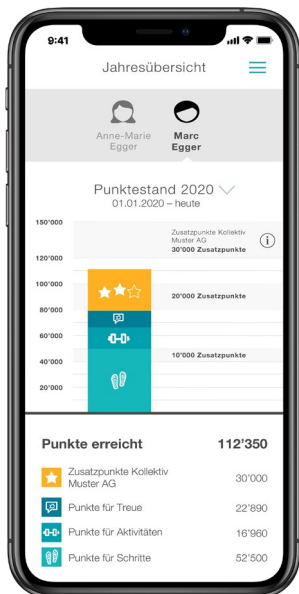 9:41
Jahresübersicht
Anne-Marie
Egger
Marc
Egger
Punktestand 2020
01.01.2020 – heute
150'000
Zusatzpunkte Kollektiv
Muster AG
30'000 Zusatzpunkte
120'000
100'000
20'000 Zusatzpunkte
80'000
60'000
10'000 Zusatzpunkte
40'000
20'000
Punkte erreicht 112'350
Zusatzpunkte Kollektiv
Muster AG 30'000
Punkte für Treue 22'890
Punkte für Aktivitäten 16'960
Punkte für Schritte 52'500